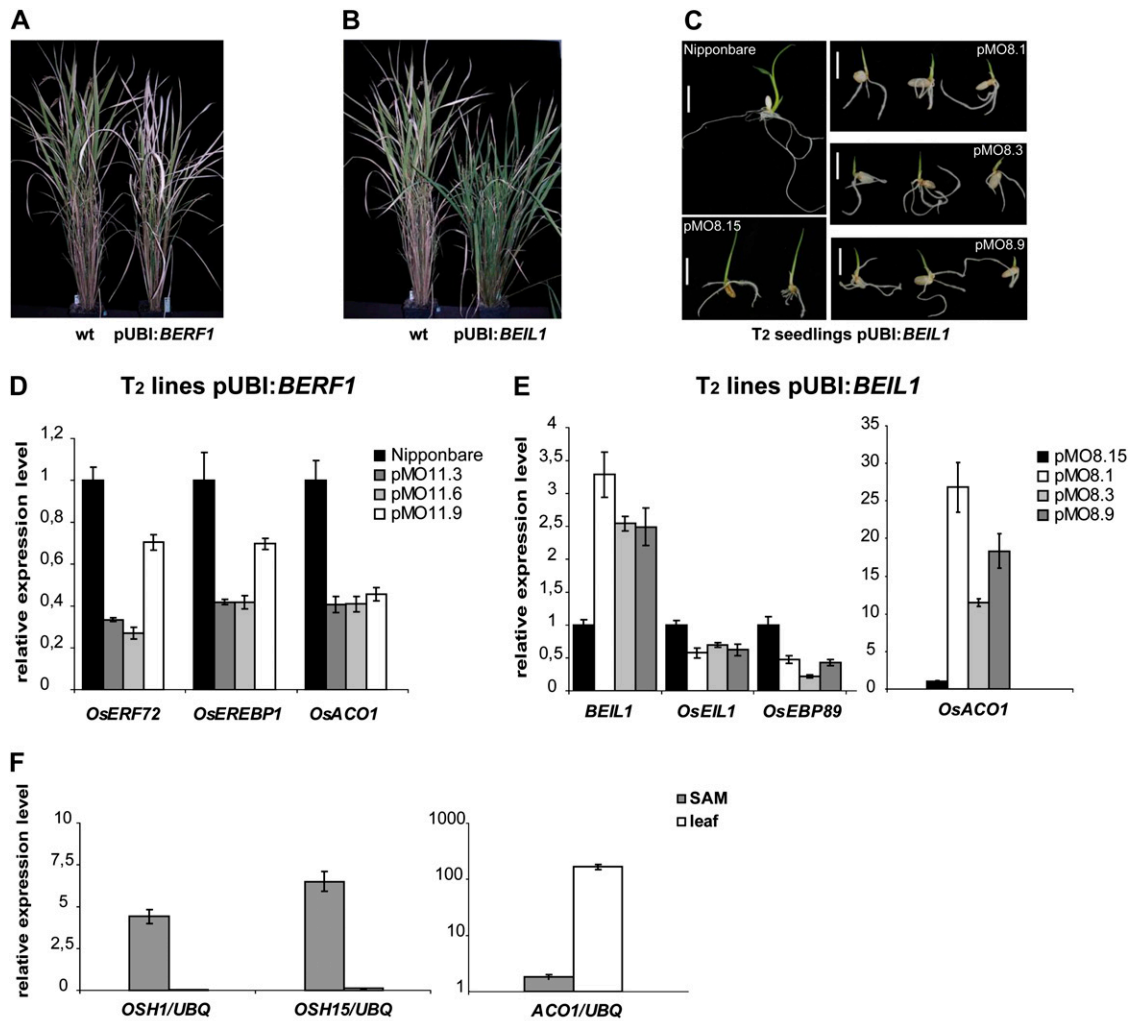 A
B
C
Nipponbare
pMO8.1
pMO8.3
pMO8.15
pMO8.9
wt pUBI:BERF1
wt pUBI:BEIL1
T2 seedlings pUBI:BEIL1
D
T2 lines pUBI:BERF1
relative expression level
1,2
1
0,8
0,6
0,4
0,2
0
Nipponbare
pMO11.3
pMO11.6
pMO11.9
OsERF72 OsEREBP1 OsACO1
E
T2 lines pUBI:BEIL1
relative expression level
4
3,5
3
2,5
2
1,5
1
0,5
0
BEIL1 OsEIL1 OsEBP89
35
30
25
20
15
10
5
0
OsACO1
pMO8.15
pMO8.1
pMO8.3
pMO8.9
F
relative expression level
10
7,5
5
2,5
0
OSH1/UBQ OSH15/UBQ
1000
100
10
1
ACO1/UBQ
SAM
leaf